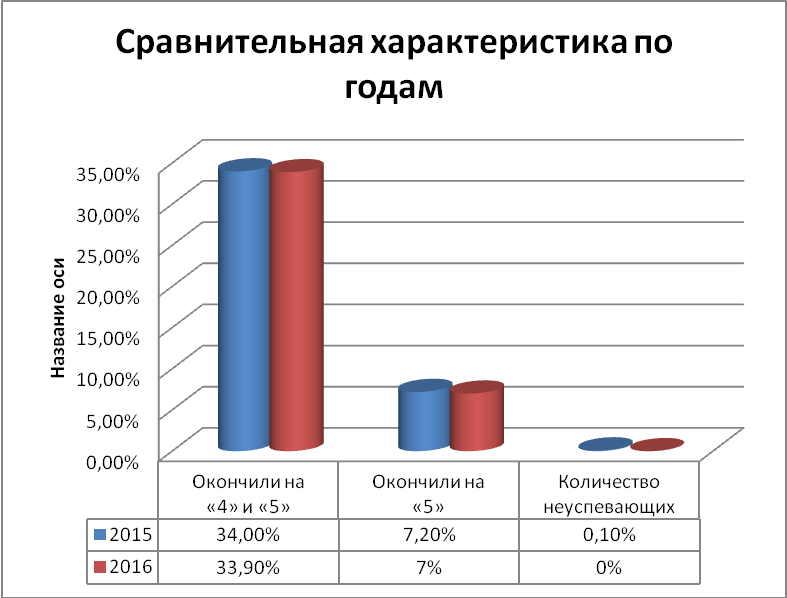 Сравнительная характеристика по
годам
Название оси
35,00%
30,00%
25,00%
20,00%
15,00%
10,00%
5,00%
0,00%
Окончили на
«4» и «5»
Окончили на
«5»
Количество
неуспевающих
2015 34,00% 7,20% 0,10%
2016 33,90% 7% 0%